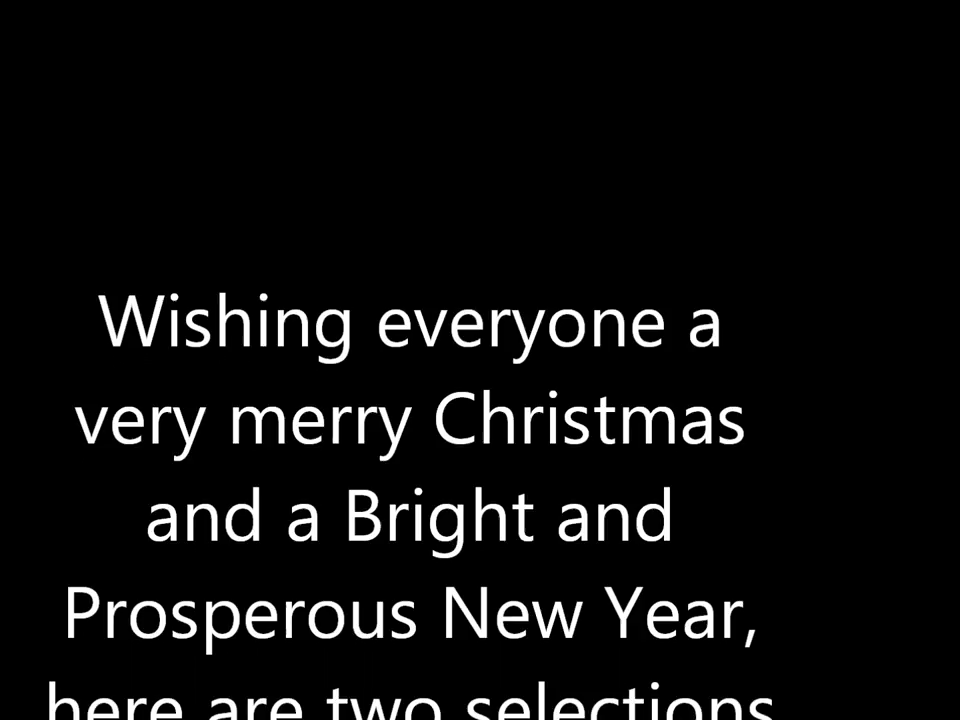 Wishing everyone a
very merry Christmas
and a Bright and
Prosperous New Year,
here are two selections